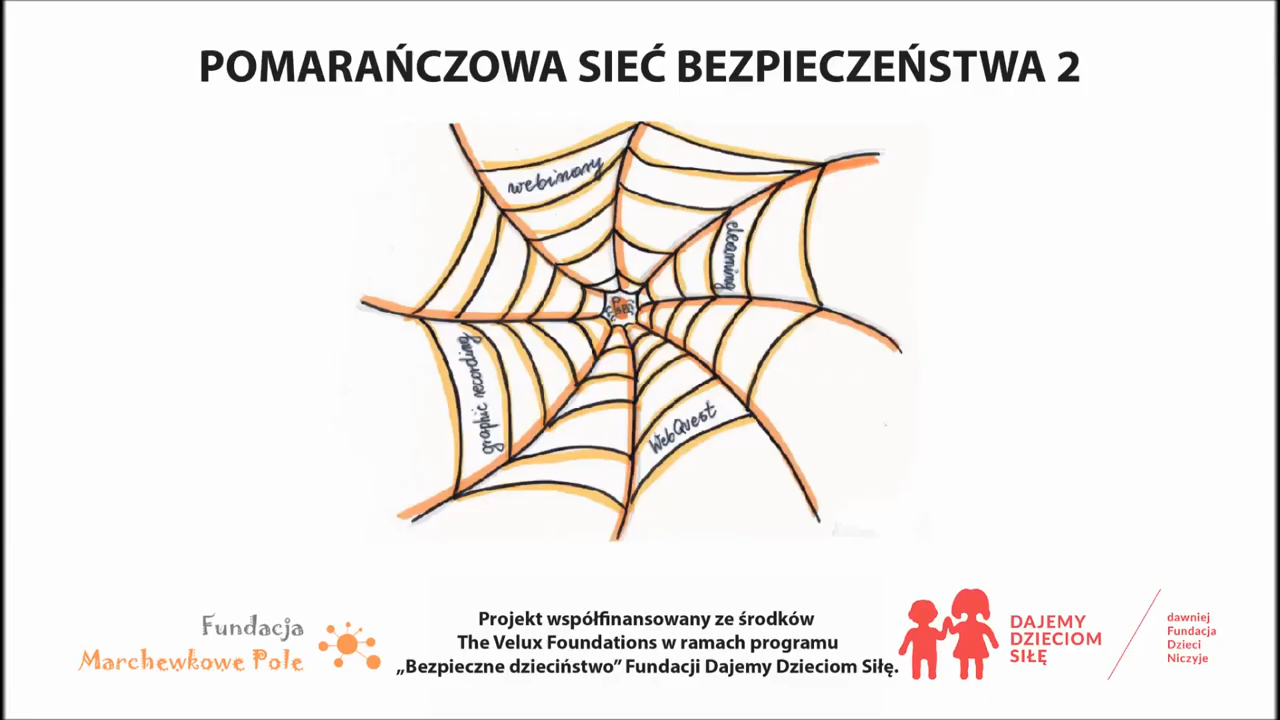 POMARAŃCZOWA SIEĆ BEZPIECZEŃSTWA 2
webinary
elearning
graphic recording
WebQuest
Fundacja
Marchewkowe Pole
Projekt współfinansowany ze środków
The Velux Foundations w ramach programu
„Bezpieczne dzieciństwo” Fundacji Dajemy Dzieciom Siłę.
DAJEMY
DZIECIOM
SIŁĘ
dawniej
Fundacja
Dzieci
Niczyje